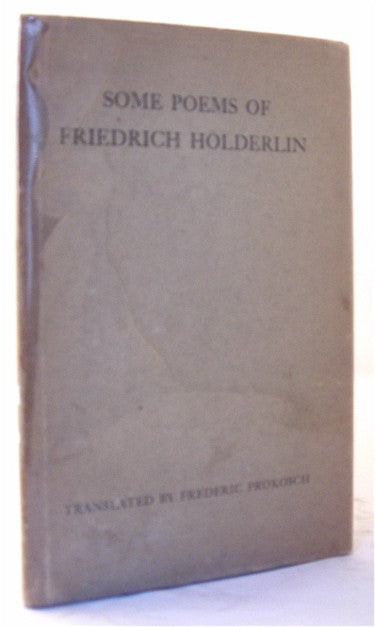 SOME POEMS OF
FRIEDRICH HOLDERLIN
TRANSLATED BY FREDERIC PROKOSCH